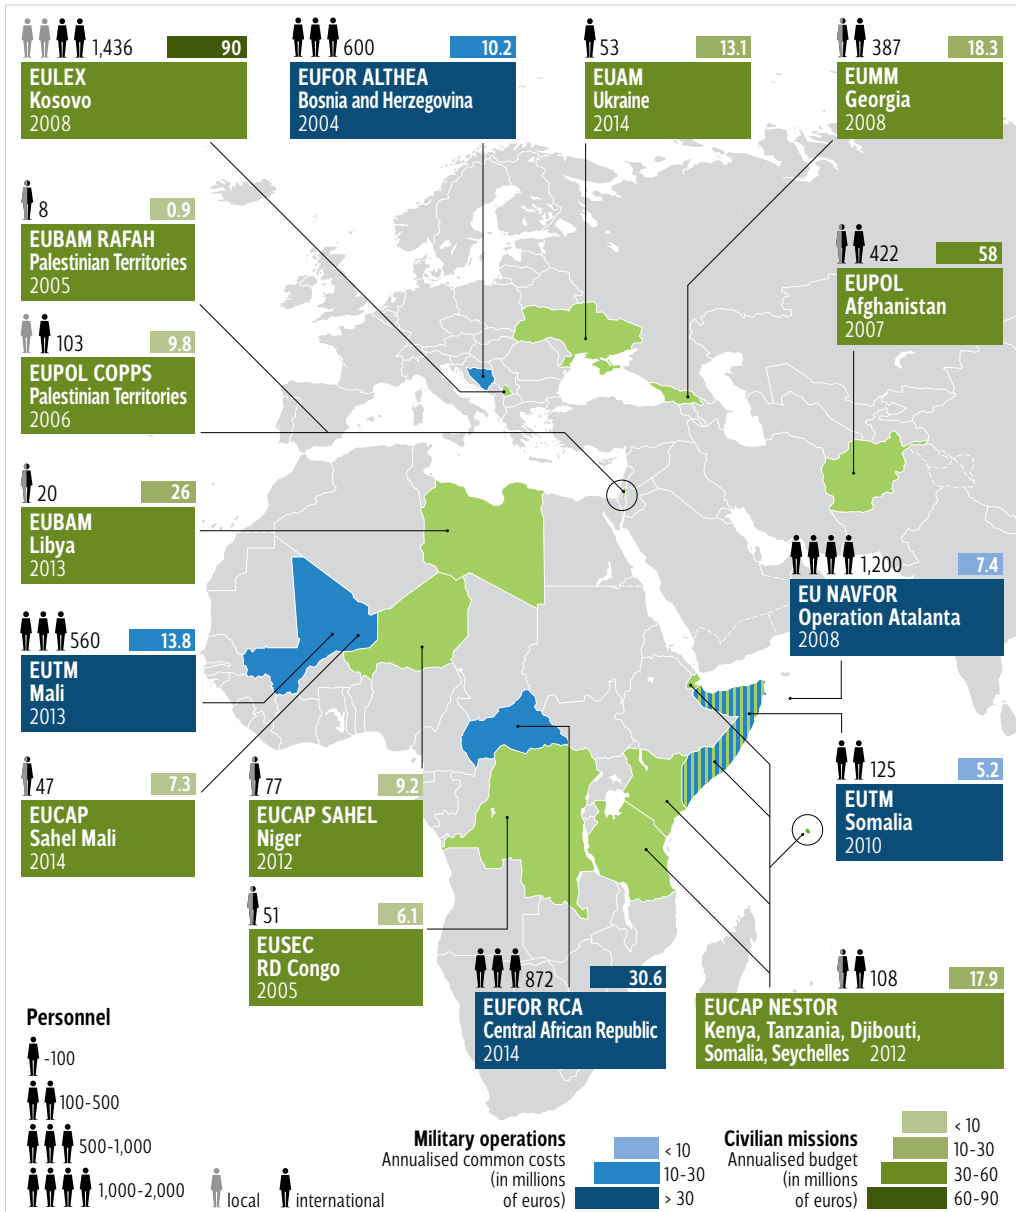 1,436
90
EULEX
Kosovo
2008
600
10.2
EUFOR ALTHEA
Bosnia and Herzegovina
2004
53
13.1
EUAM
Ukraine
2014
387
18.3
EUMM
Georgia
2008
8
0.9
EUBAM RAFAH
Palestinian Territories
2005
422
58
EUPOL
Afghanistan
2007
103
9.8
EUPOL COPPS
Palestinian Territories
2006
20
26
EUBAM
Libya
2013
1,200
7.4
EU NAVFOR
Operation Atalanta
2008
560
13.8
EUTM
Mali
2013
125
5.2
EUTM
Somalia
2010
47
7.3
EUCAP
Sahel Mali
2014
77
9.2
EUCAP SAHEL
Niger
2012
51
6.1
EUSEC
RD Congo
2005
872
30.6
EUFOR RCA
Central African Republic
2014
108
17.9
EUCAP NESTOR
Kenya, Tanzania, Djibouti,
Somalia, Seychelles 2012
Personnel
-100
100-500
500-1,000
1,000-2,000
local
international
Military operations
Annualised common costs
(in millions
of euros)
< 10
10-30
> 30
Civilian missions
Annualised budget
(in millions
of euros)
< 10
10-30
30-60
60-90